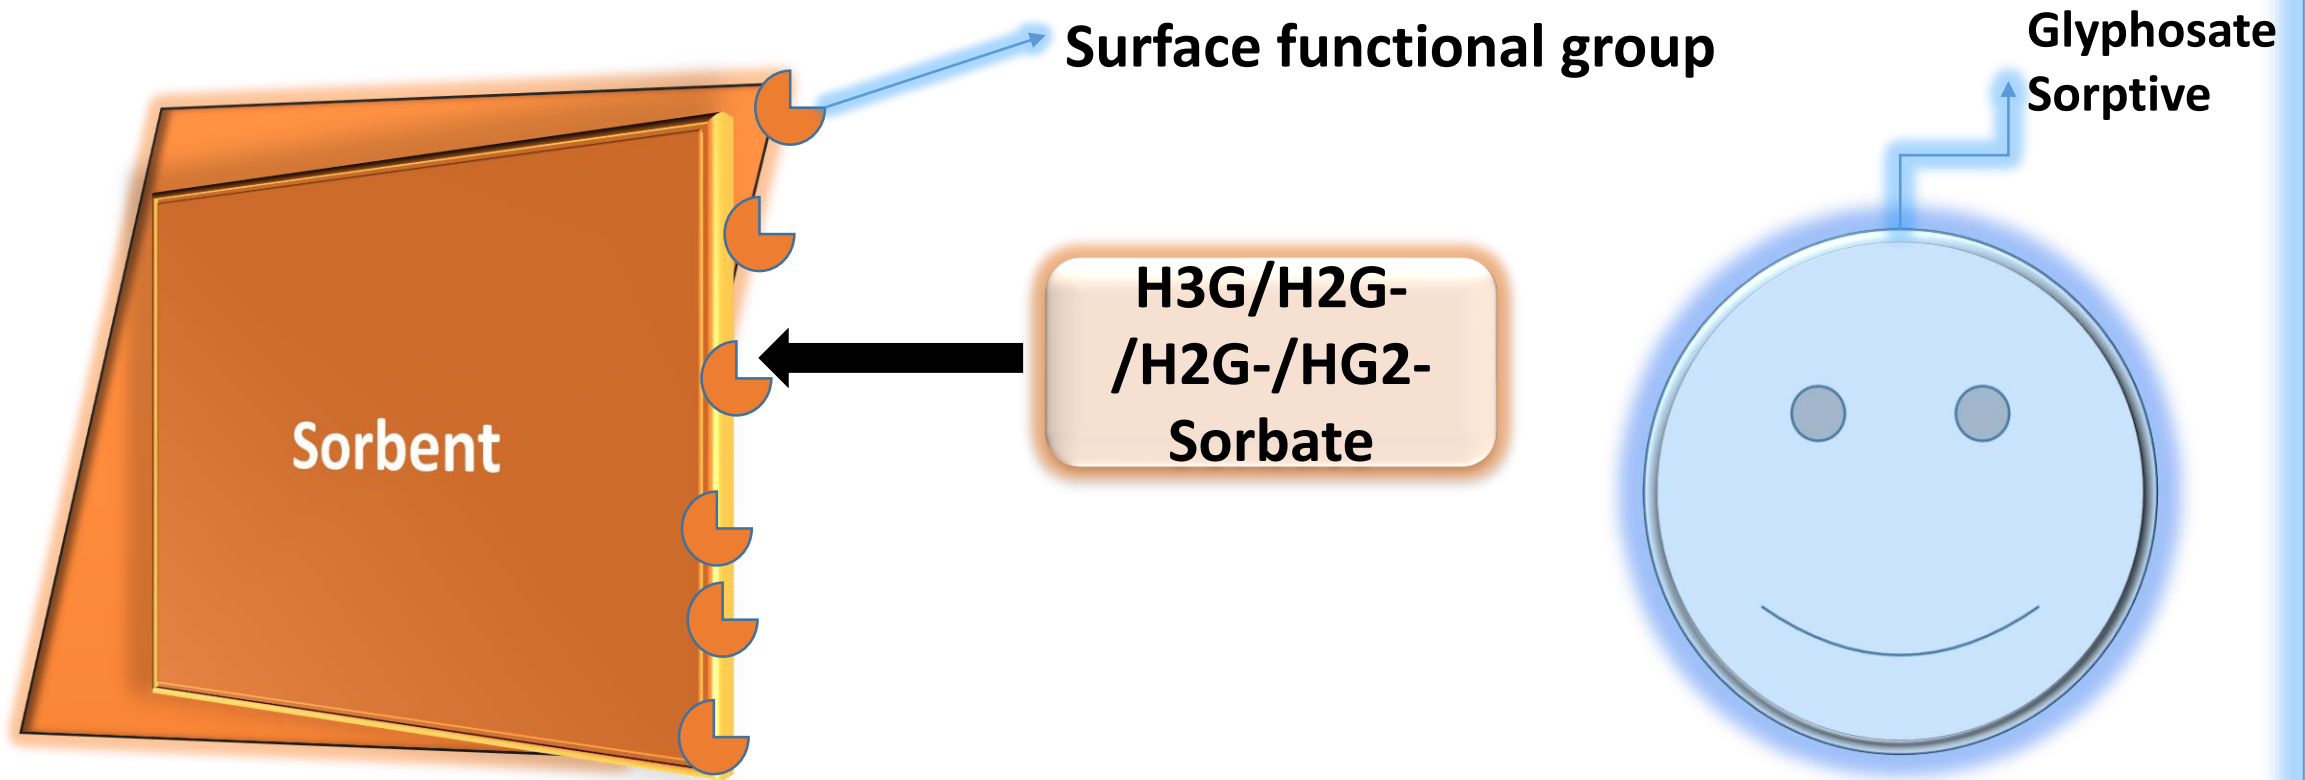 Surface functional group
Glyphosate
Sorptive
H3G/H2G-
/H2G-/HG2-
Sorbate
Sorbent